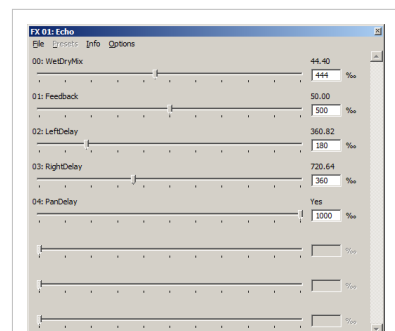 FX 01: Echo
File Presets Info Options
00: WetDryMix 44.40
444 ‰
01: Feedback 50.00
500 ‰
02: LeftDelay 360.82
180 ‰
03: RightDelay 720.64
360 ‰
04: PanDelay Yes
1000 ‰
‰
‰
‰